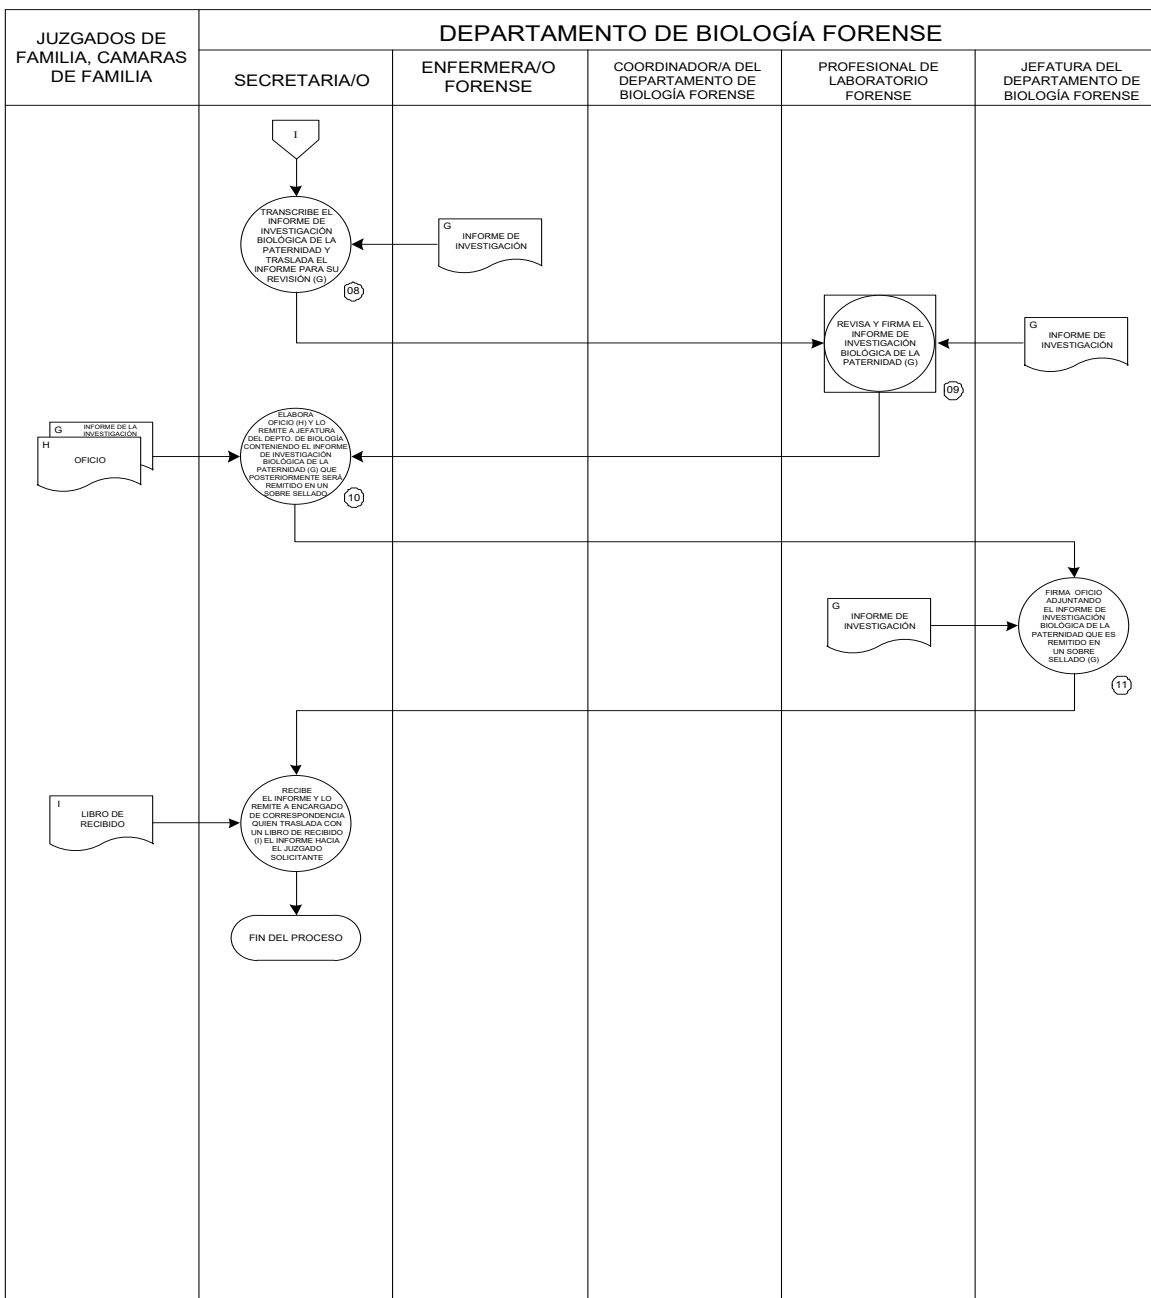 JUZGADOS DE
FAMILIA, CAMARAS
DE FAMILIA
DEPARTAMENTO DE BIOLOGÍA FORENSE
SECRETARIA/O
ENFERMERA/O
FORENSE
COORDINADOR/A DEL
DEPARTAMENTO DE
BIOLOGÍA FORENSE
PROFESIONAL DE
LABORATORIO
FORENSE
JEFATURA DEL
DEPARTAMENTO DE
BIOLOGÍA FORENSE
I
TRANSCRIBE EL
INFORME DE
INVESTIGACIÓN
BIOLÓGICA DE LA
PATERNIDAD Y
TRASLADA EL
INFORME PARA SU
REVISIÓN (G)
08
G
INFORME DE
INVESTIGACIÓN
REVISA Y FIRMA EL
INFORME DE
INVESTIGACIÓN
BIOLÓGICA DE LA
PATERNIDAD (G)
09
G
INFORME DE
INVESTIGACIÓN
G
INFORME DE LA
INVESTIGACIÓN
H
OFICIO
ELABORA
OFICIO (H) Y LO
REMITE A JEFATURA
DEL DEPTO. DE BIOLOGÍA
CONTENIENDO EL INFORME
DE INVESTIGACIÓN
BIOLÓGICA DE LA
PATERNIDAD (G) QUE
POSTERIORMENTE SERÁ
REMITIDO EN UN
SOBRE SELLADO
10
G
INFORME DE
INVESTIGACIÓN
FIRMA OFICIO
ADJUNTANDO
EL INFORME DE
INVESTIGACIÓN
BIOLÓGICA DE LA
PATERNIDAD QUE ES
REMITIDO EN
UN SOBRE
SELLADO (G)
11
I
LIBRO DE
RECIBIDO
RECIBE
EL INFORME Y LO
REMITE A ENCARGADO
DE CORRESPONDENCIA
QUIEN TRASLADA CON
UN LIBRO DE RECIBIDO
(I) EL INFORME HACIA
EL JUZGADO
SOLICITANTE
FIN DEL PROCESO